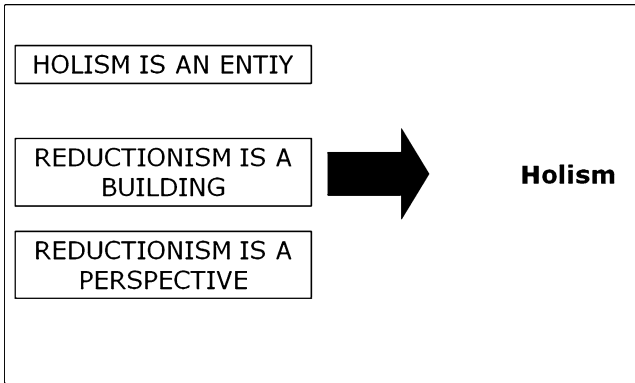 HOLISM IS AN ENTIY
REDUCTIONISM IS A
BUILDING
Holism
REDUCTIONISM IS A
PERSPECTIVE